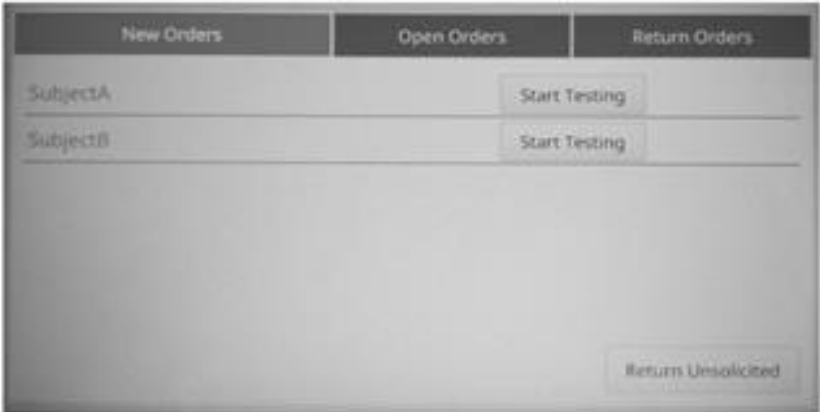 New Orders Open Orders Return Orders
SubjectA Start Testing
SubjectB Start Testing
Return Unsolicited